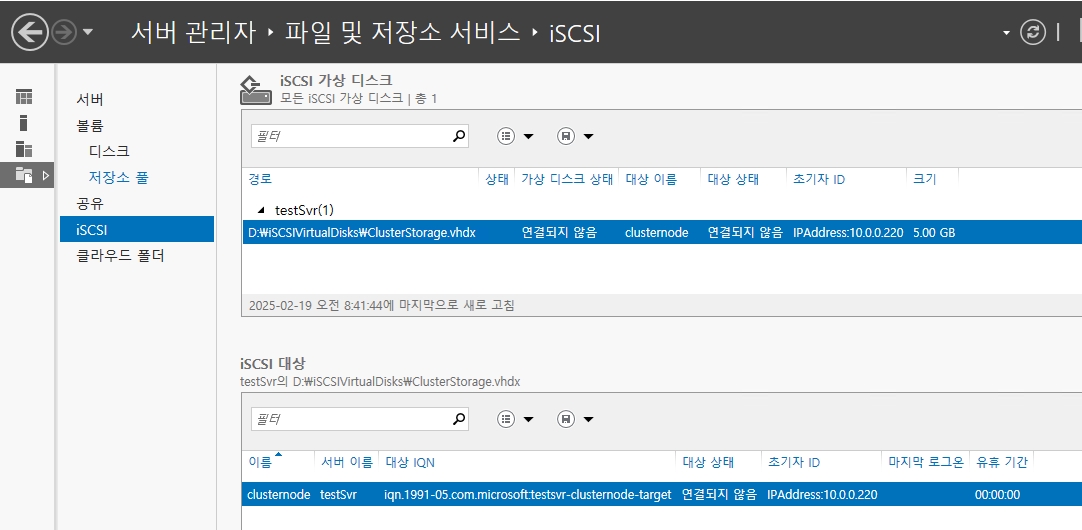 서버 관리자 ‣ 파일 및 저장소 서비스 ‣ iSCSI
서버
볼륨
디스크
저장소 풀
공유
iSCSI
클라우드 폴더
iSCSI 가상 디스크
모든 iSCSI 가상 디스크 | 총 1
필터
경로 상태 가상 디스크 상태 대상 이름 대상 상태 초기자 ID 크기
testSvr(1)
D:₩iSCSIVirtualDisks₩ClusterStorage.vhdx 연결되지 않음 clusternode 연결되지 않음 IPAddress:10.0.0.220 5.00 GB
2025-02-19 오전 8:41:44에 마지막으로 새로 고침
iSCSI 대상
testSvr의 D:₩iSCSIVirtualDisks₩ClusterStorage.vhdx
필터
이름 서버 이름 대상 IQN 대상 상태 초기자 ID 마지막 로그온 유휴 기간
clusternode testSvr iqn.1991-05.com.microsoft:testsvr-clusternode-target 연결되지 않음 IPAddress:10.0.0.220 00:00:00